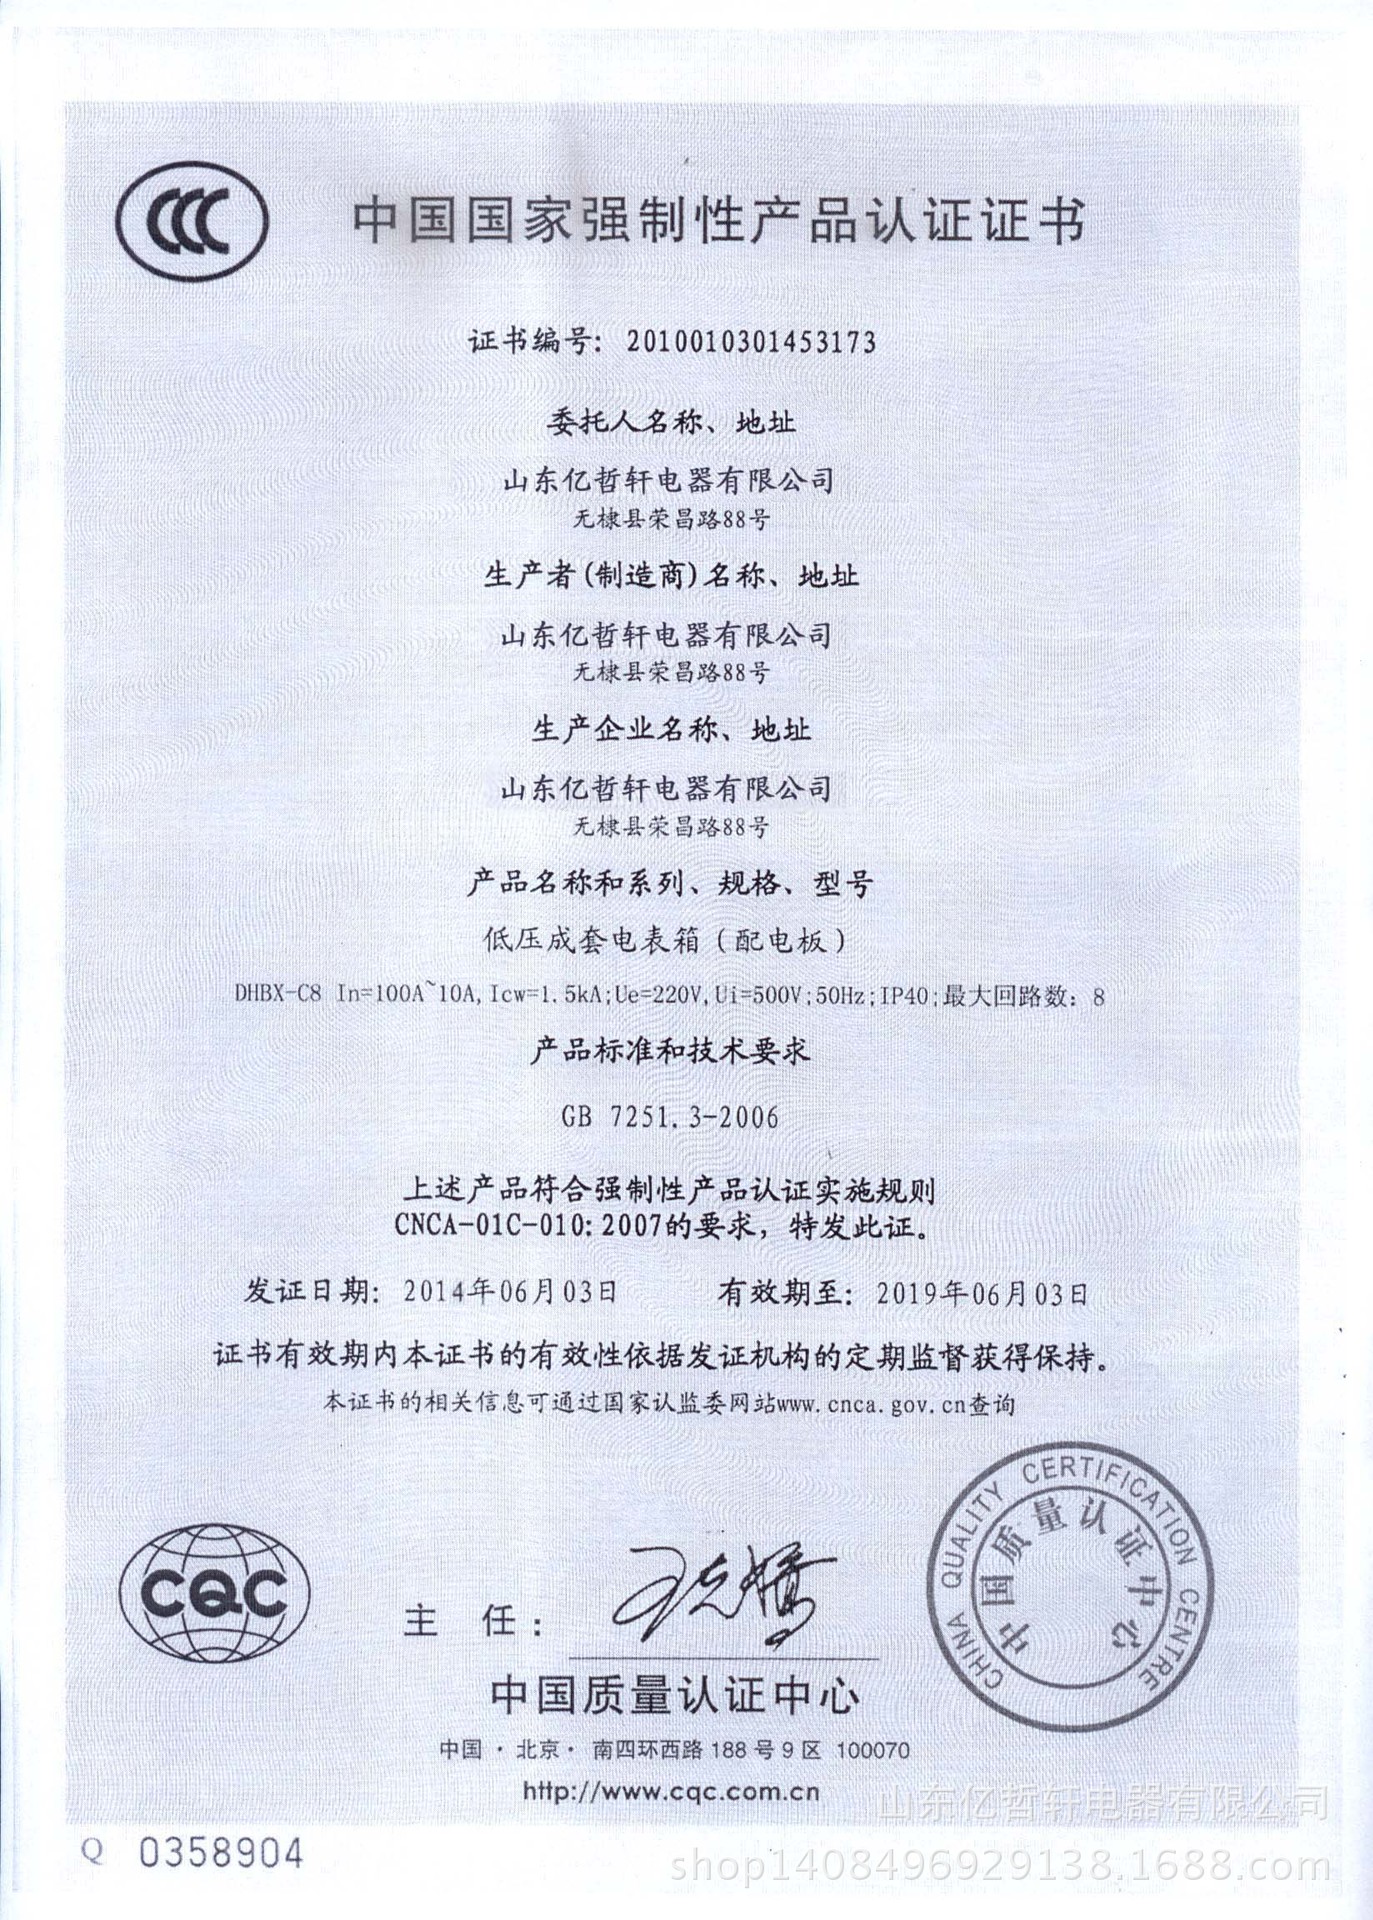 中国国家强制性产品认证证书
证书编号: 2010010301453173
委托人名称、地址
山东亿哲轩电器有限公司
无棣县荣昌路88号
生产者(制造商)名称、地址
山东亿哲轩电器有限公司
无棣县荣昌路88号
生产企业名称、地址
山东亿哲轩电器有限公司
无棣县荣昌路88号
产品名称和系列、规格、型号
低压成套电表箱（配电板）
DHBX-C8 In=100A~10A,Icw=1.5kA;Ue=220V,Ui=500V;50Hz;IP40;最大回路数: 8
产品标准和技术要求
GB 7251.3-2006
上述产品符合强制性产品认证实施规则
CNCA-01C-010:2007的要求，特发此证。
发证日期: 2014年06月03日 有效期至: 2019年06月03日
证书有效期内本证书的有效性依据发证机构的定期监督获得保持。
本证书的相关信息可通过国家认监委网站www.cnca.gov.cn查询
CHINA QUALITY CERTIFICATION CENTRE
中国质量认证中心
CQC
主 任：
中国质量认证中心
中国·北京·南四环西路188号9区 100070
http://www.cqc.com.cn
山东亿哲轩电器有限公司
Q 0358904
shop1408496929138.1688.com